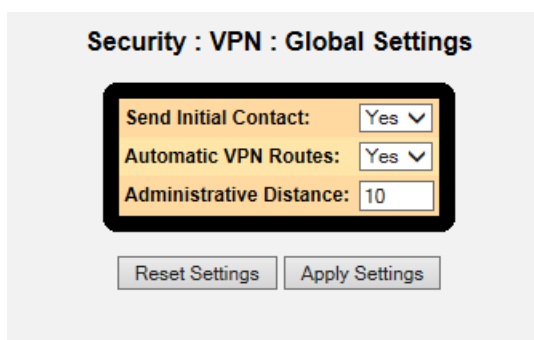 Security : VPN : Global Settings
Send Initial Contact: Yes
Automatic VPN Routes: Yes
Administrative Distance: 10
Reset Settings Apply Settings